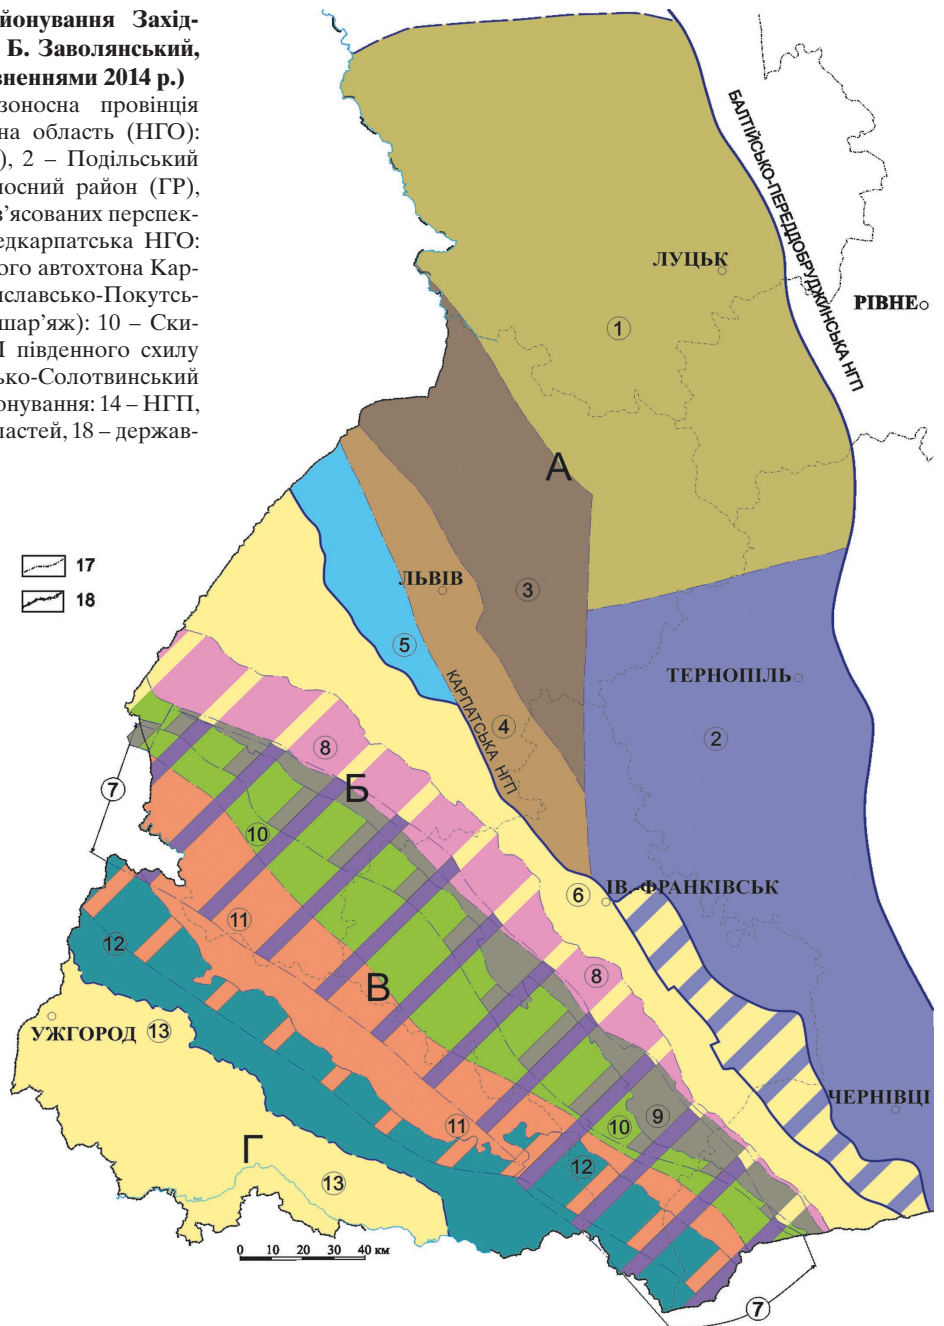 йонування Захід-
Б. Заволянський,
вненнями 2014 р.)
зоносна провінція
на область (НГО):
), 2 – Подільський
носний район (ГР),
в’ясованих перспек-
едкарпатська НГО:
ого автохтона Кар-
иславсько-Покутсь-
шар’яж): 10 – Ски-
І південного схилу
ько-Солотвинський
онування: 14 – НГП,
ластей, 18 – держав-
17
18
БАЛТІЙСЬКО-ПЕРЕДДОБРУДЖИНСЬКА НГП
ЛУЦЬК
РІВНЕ
1
А
ЛЬВІВ
3
5
ТЕРНОПІЛЬ
КАРПАТСЬКА НГП
4
2
8
7
Б
10
6
ІВ.-ФРАНКІВСЬК
11
12
В
8
УЖГОРОД
13
ЧЕРНІВЦІ
9
10
11
12
Г
13
0 10 20 30 40 км
7